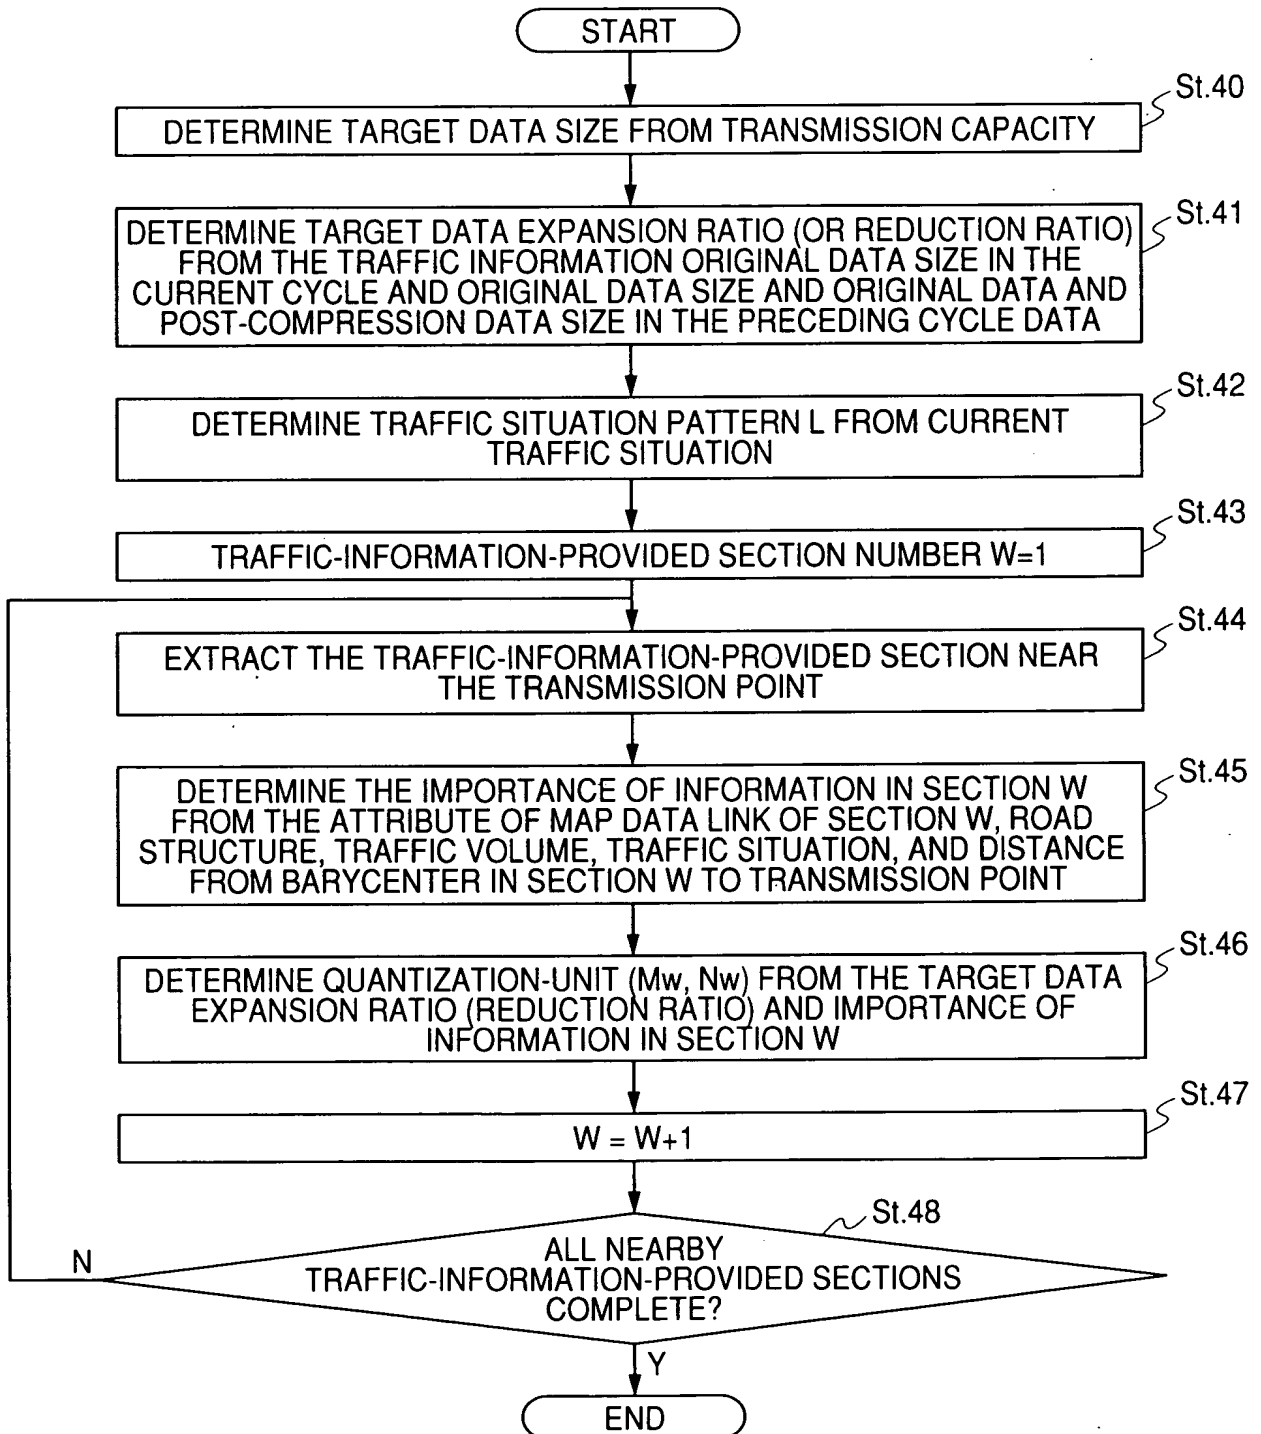 START
St.40
DETERMINE TARGET DATA SIZE FROM TRANSMISSION CAPACITY
St.41
DETERMINE TARGET DATA EXPANSION RATIO (OR REDUCTION RATIO)
FROM THE TRAFFIC INFORMATION ORIGINAL DATA SIZE IN THE
CURRENT CYCLE AND ORIGINAL DATA SIZE AND ORIGINAL DATA AND
POST-COMPRESSION DATA SIZE IN THE PRECEDING CYCLE DATA
St.42
DETERMINE TRAFFIC SITUATION PATTERN L FROM CURRENT
TRAFFIC SITUATION
St.43
TRAFFIC-INFORMATION-PROVIDED SECTION NUMBER W=1
St.44
EXTRACT THE TRAFFIC-INFORMATION-PROVIDED SECTION NEAR
THE TRANSMISSION POINT
St.45
DETERMINE THE IMPORTANCE OF INFORMATION IN SECTION W
FROM THE ATTRIBUTE OF MAP DATA LINK OF SECTION W, ROAD
STRUCTURE, TRAFFIC VOLUME, TRAFFIC SITUATION, AND DISTANCE
FROM BARYCENTER IN SECTION W TO TRANSMISSION POINT
St.46
DETERMINE QUANTIZATION-UNIT (Mw, Nw) FROM THE TARGET DATA
EXPANSION RATIO (REDUCTION RATIO) AND IMPORTANCE OF
INFORMATION IN SECTION W
St.47
W = W+1
St.48
N
ALL NEARBY
TRAFFIC-INFORMATION-PROVIDED SECTIONS
COMPLETE?
Y
END